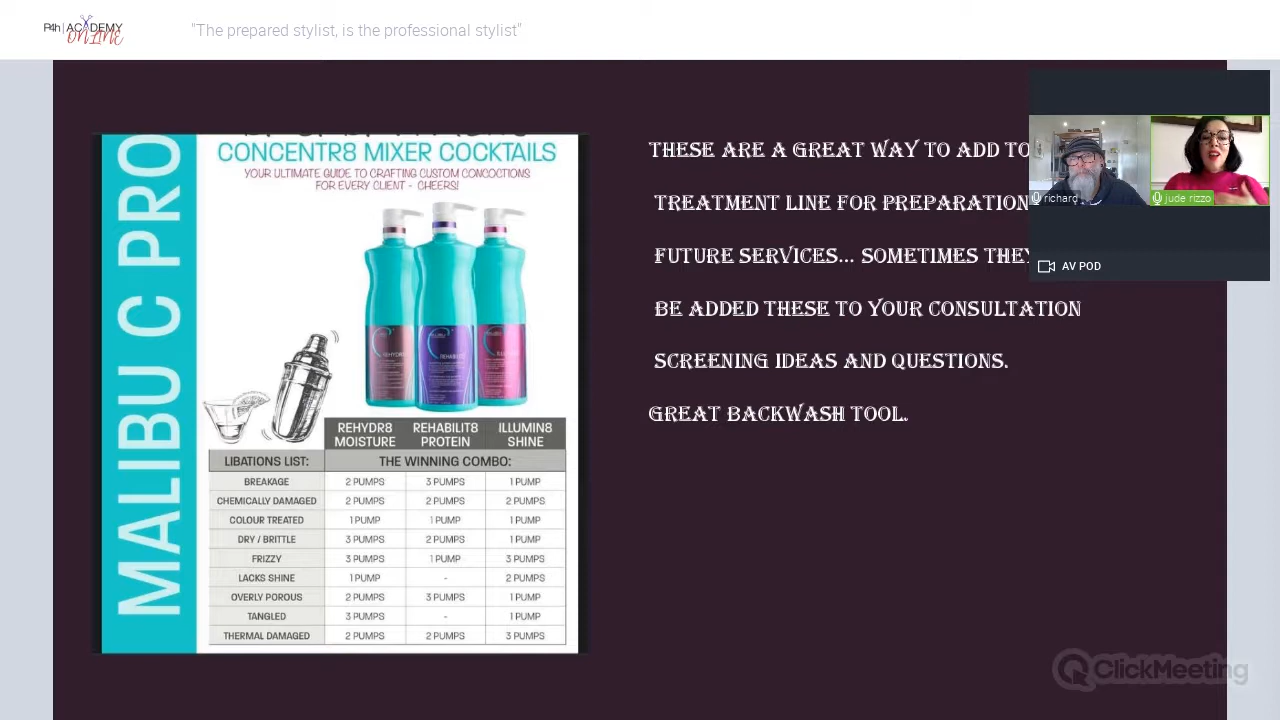 P4h | ACADEMY
ONLINE
"The prepared stylist, is the professional stylist"
MALIBU C PRO
CONCENTR8 MIXER COCKTAILS
YOUR ULTIMATE GUIDE TO CRAFTING CUSTOM CONCOCTIONS
FOR EVERY CLIENT - CHEERS!
REHYDR8 REHABILIT8 ILLUMIN8
MOISTURE PROTEIN SHINE
LIBATIONS LIST: THE WINNING COMBO:
BREAKAGE 2 PUMPS 3 PUMPS 1 PUMP
CHEMICALLY DAMAGED 2 PUMPS 2 PUMPS 2 PUMPS
COLOUR TREATED 1 PUMP 1 PUMP 1 PUMP
DRY / BRITTLE 3 PUMPS 2 PUMPS 1 PUMP
FRIZZY 3 PUMPS 1 PUMP 3 PUMPS
LACKS SHINE 1 PUMP - 2 PUMPS
OVERLY POROUS 2 PUMPS 3 PUMPS 1 PUMP
TANGLED 3 PUMPS - 1 PUMP
THERMAL DAMAGED 2 PUMPS 2 PUMPS 3 PUMPS
THESE ARE A GREAT WAY TO ADD TO
TREATMENT LINE FOR PREPARATION
FUTURE SERVICES... SOMETIMES THEY
BE ADDED THESE TO YOUR CONSULTATION
SCREENING IDEAS AND QUESTIONS.
GREAT BACKWASH TOOL.
richard
jude rizzo
AV POD
ClickMeeting